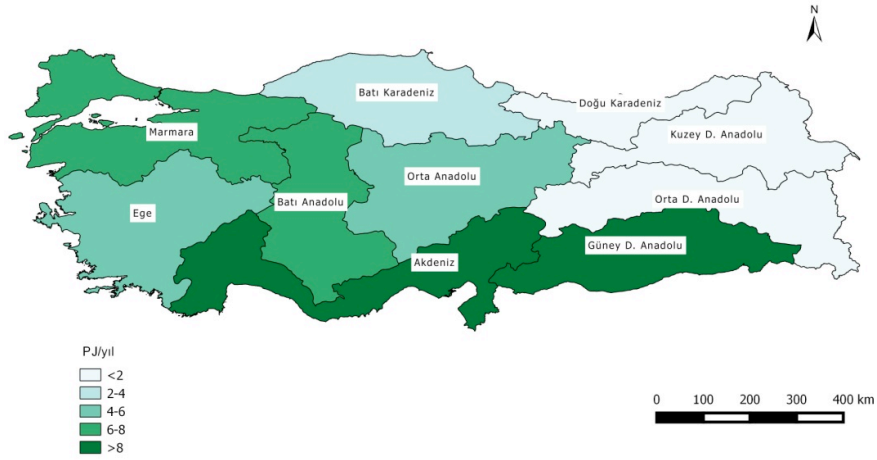 N
Batı Karadeniz
Doğu Karadeniz
Marmara
Kuzey D. Anadolu
Orta Anadolu
Ege
Batı Anadolu
Orta D. Anadolu
Güney D. Anadolu
Akdeniz
PJ/yıl
<2
2-4
4-6
6-8
>8
0 100 200 300 400 km